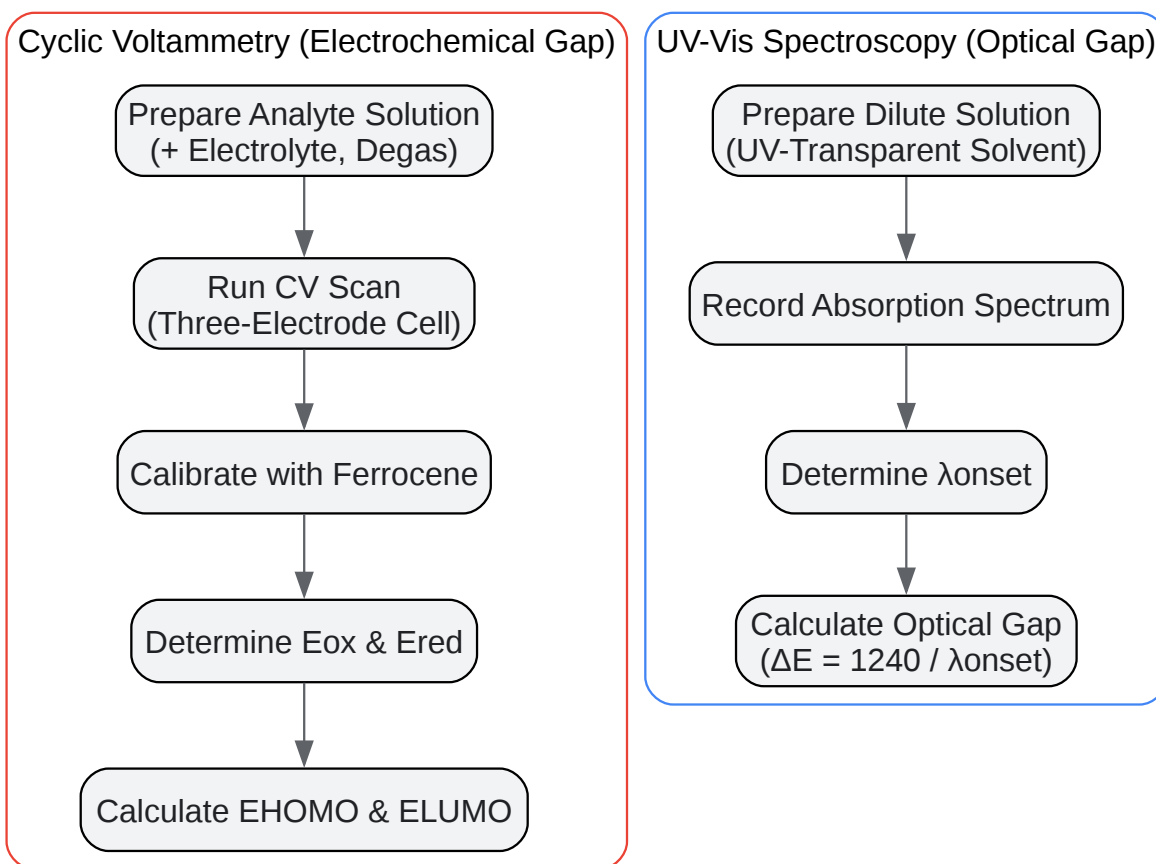 Cyclic Voltammetry (Electrochemical Gap)
Prepare Analyte Solution
(+ Electrolyte, Degas)
Run CV Scan
(Three-Electrode Cell)
Calibrate with Ferrocene
Determine Eox & Ered
Calculate EHOMO & ELUMO
UV-Vis Spectroscopy (Optical Gap)
Prepare Dilute Solution
(UV-Transparent Solvent)
Record Absorption Spectrum
Determine λonset
Calculate Optical Gap
(ΔE = 1240 / λonset)